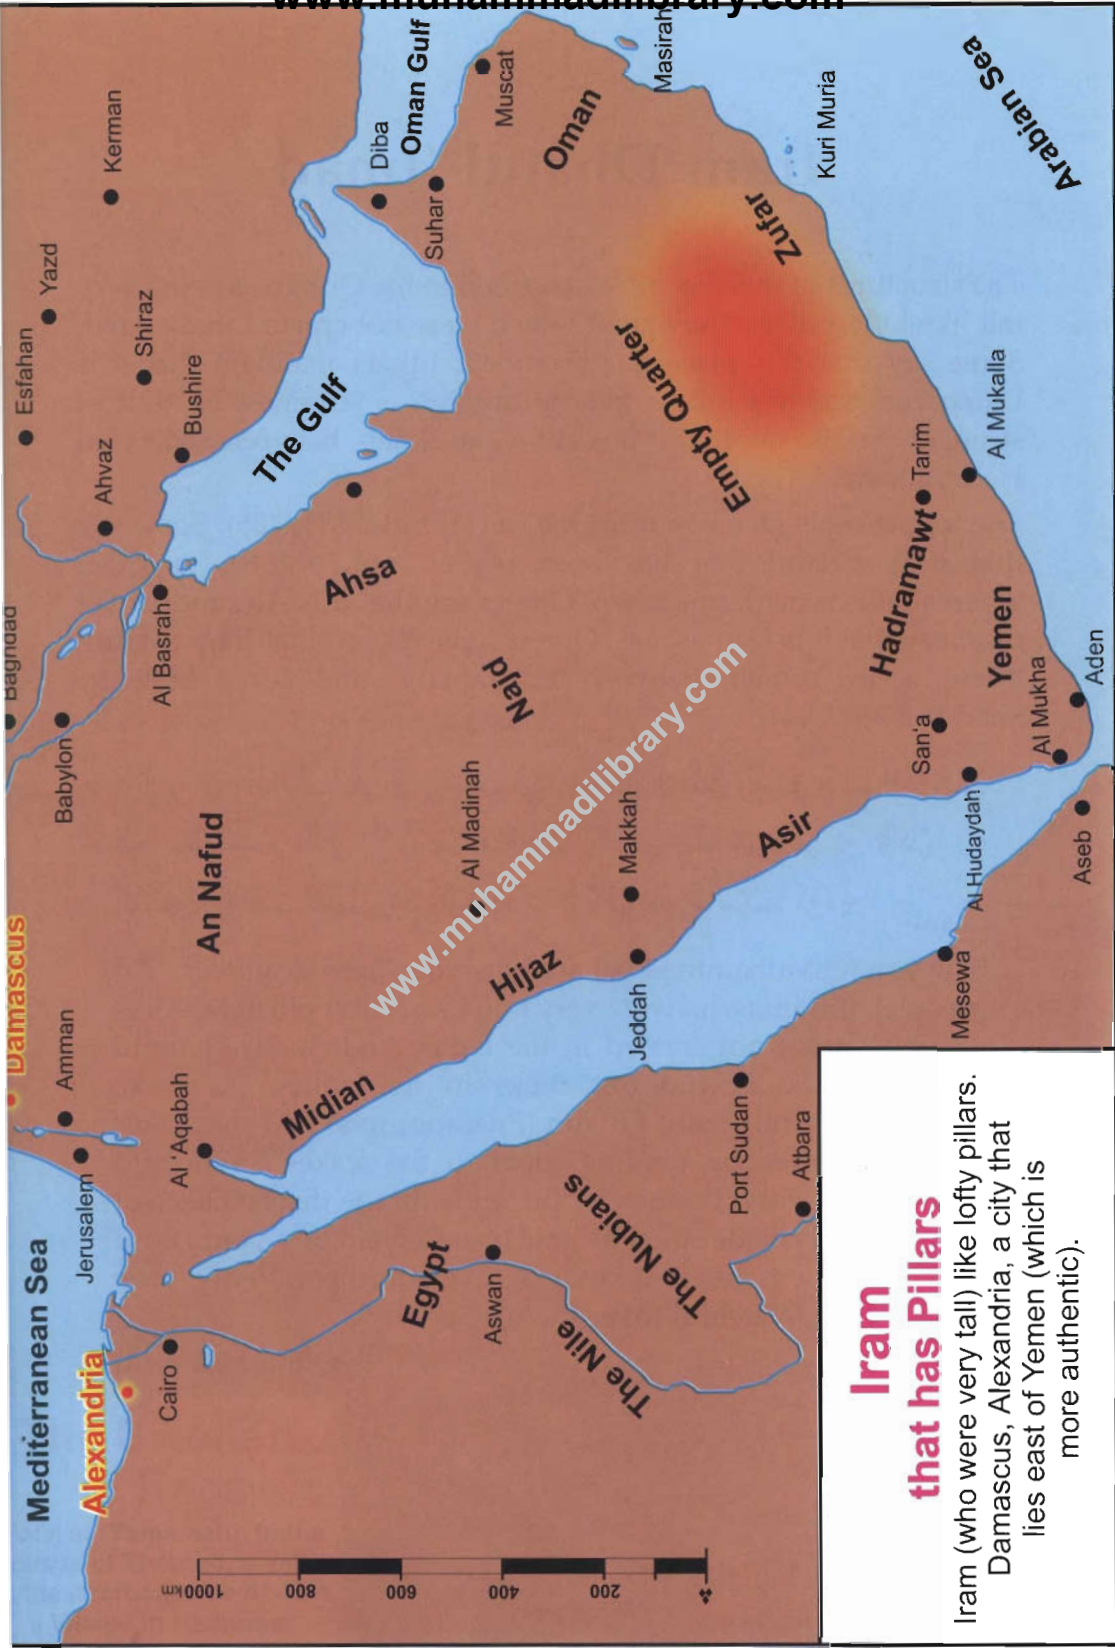 www.muhammadilibrary.com
Mediterranean Sea
Alexandria
Cairo
Jerusalem
Amman
Damascus
Al 'Aqabah
Babylon
Baghdad
Al Basrah
Ahvaz
Esfahan
Yazd
Shiraz
Bushire
Kerman
The Gulf
Diba
Oman Gulf
Suhar
Muscat
Oman
Masirah
Kuri Muria
Arabian Sea
Zufar
Empty Quarter
Ahsa
An Nafud
Najd
Al Madinah
Makkah
Hijaz
Jeddah
Midian
Asir
Hadramawt
Tarim
Al Mukalla
Yemen
San'a
Al Mukha
Aden
Al Hudaydah
Aseb
Mesewa
Egypt
Aswan
The Nile
The Nubians
Port Sudan
Atbara
www.muhammadilibrary.com
1000km
800
600
400
200
Iram
that has Pillars
Iram (who were very tall) like lofty pillars.
Damascus, Alexandria, a city that
lies east of Yemen (which is
more authentic).